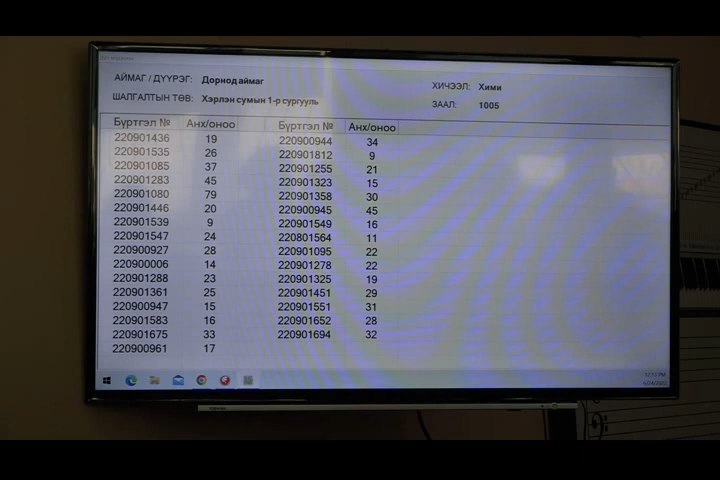 АЙМАГ / ДҮҮРЭГ: Дорнод аймаг ХИЧЭЭЛ: Хими
ШАЛГАЛТЫН ТӨВ: Хэрлэн сумын 1-р сургууль ЗААЛ: 1005
Бүртгэл № Анх/оноо Бүртгэл № Анх/оноо
220901436 19 220900944 34
220901535 26 220901812 9
220901085 37 220901255 21
220901283 45 220901323 15
220901080 79 220901358 30
220901446 20 220900945 45
220901539 9 220901549 16
220901547 24 220801564 11
220900927 28 220901095 22
220900006 14 220901278 22
220901288 23 220901325 19
220901361 25 220901451 29
220900947 15 220901551 31
220901583 16 220901652 28
220901675 33 220901694 32
220900961 17
TOSHIBA